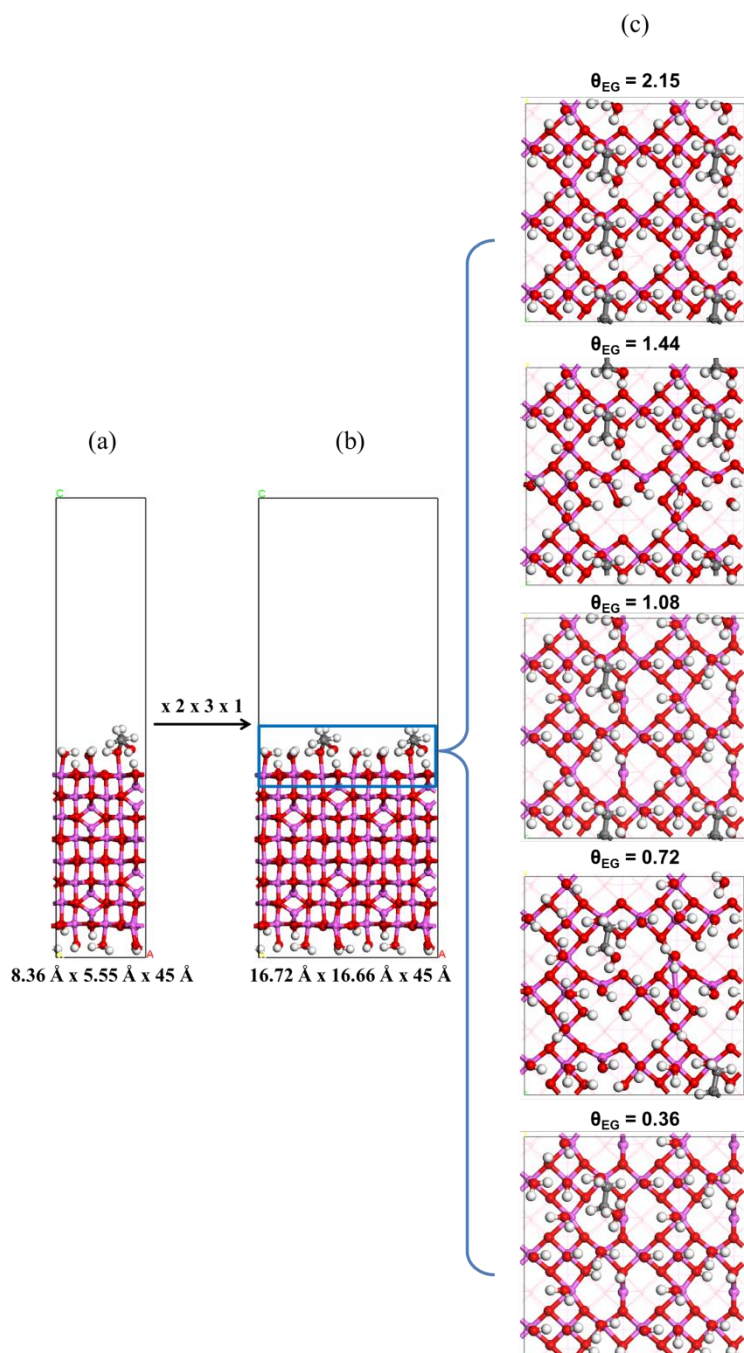 (c)
θEG = 2.15
θEG = 1.44
(a)
(b)
C
C
θEG = 1.08
x 2 x 3 x 1
θEG = 0.72
A
A
8.36 Å x 5.55 Å x 45 Å
16.72 Å x 16.66 Å x 45 Å
θEG = 0.36